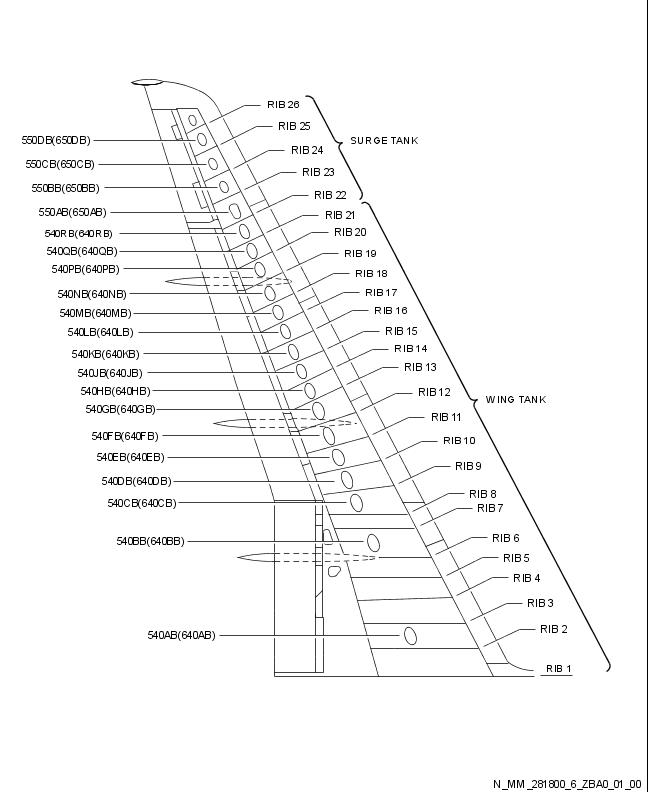 RIB 26
RIB 25
550DB(650DB)
SURGE TANK
RIB 24
550CB(650CB)
RIB 23
550BB(650BB)
RIB 22
550AB(650AB)
RIB 21
540RB(640RB)
RIB 20
540QB(640QB)
RIB 19
540PB(640PB)
RIB 18
540NB(640NB)
RIB 17
540MB(640MB)
RIB 16
540LB(640LB)
RIB 15
540KB(640KB)
RIB 14
540JB(640JB)
RIB 13
540HB(640HB)
RIB 12
WING TANK
540GB(640GB)
RIB 11
540FB(640FB)
RIB 10
540EB(640EB)
RIB 9
540DB(640DB)
RIB 8
540CB(640CB)
RIB 7
RIB 6
540BB(640BB)
RIB 5
RIB 4
RIB 3
RIB 2
540AB(640AB)
RIB 1
N_MM_281800_6_ZBA0_01_00